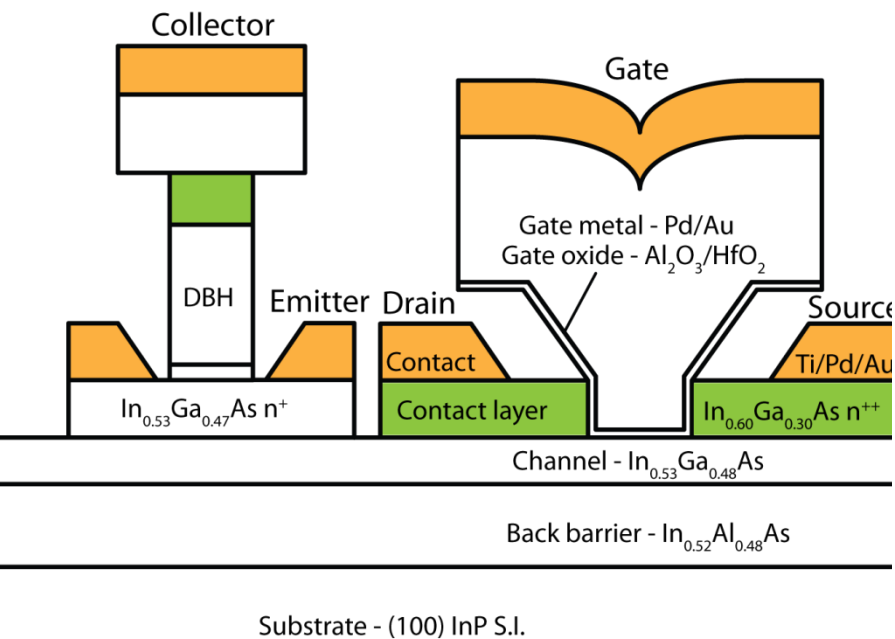 Collector
Gate
Gate metal - Pd/Au
Gate oxide - Al₂O₃/HfO₂
DBH
Emitter
Drain
Source
Contact
Ti/Pd/Au
In₀.₅₃Ga₀.₄₇As n⁺
Contact layer
In₀.₆₀Ga₀.₃₀As n⁺⁺
Channel - In₀.₅₃Ga₀.₄₈As
Back barrier - In₀.₅₂Al₀.₄₈As
Substrate - (100) InP S.I.